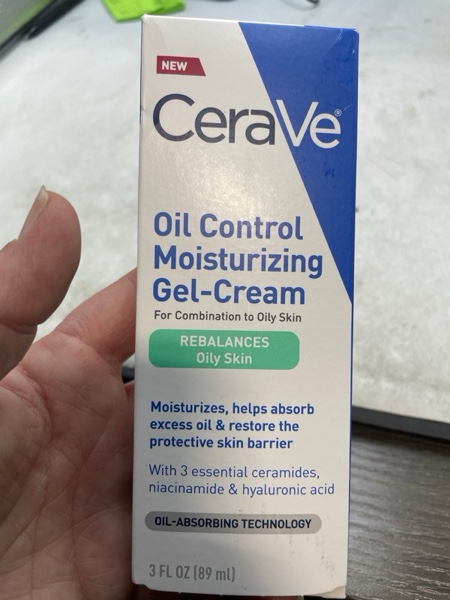 NEW
CeraVe®
Oil Control
Moisturizing
Gel-Cream
For Combination to Oily Skin
REBALANCES
Oily Skin
Moisturizes, helps absorb
excess oil & restore the
protective skin barrier
With 3 essential ceramides,
niacinamide & hyaluronic acid
OIL-ABSORBING TECHNOLOGY
3 FL OZ (89 ml)